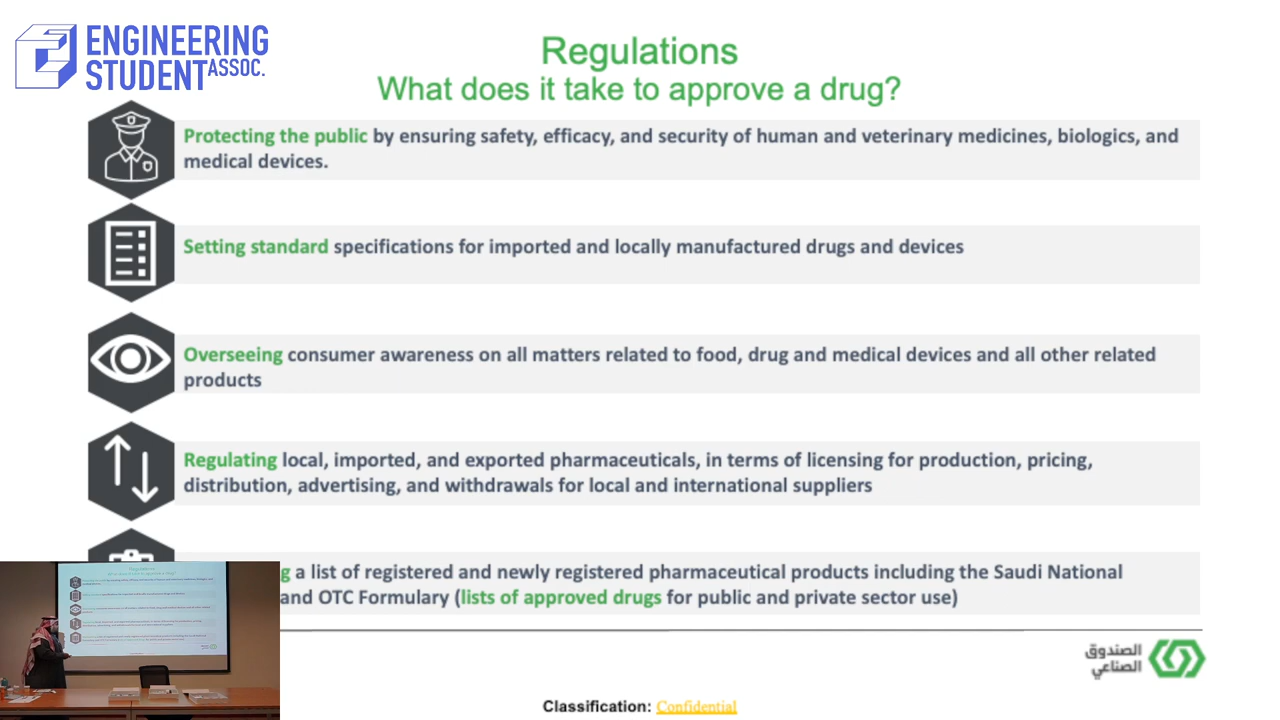 ENGINEERING
STUDENT ASSOC.
Regulations
What does it take to approve a drug?
Protecting the public by ensuring safety, efficacy, and security of human and veterinary medicines, biologics, and
medical devices.
Setting standard specifications for imported and locally manufactured drugs and devices
Overseeing consumer awareness on all matters related to food, drug and medical devices and all other related
products
Regulating local, imported, and exported pharmaceuticals, in terms of licensing for production, pricing,
distribution, advertising, and withdrawals for local and international suppliers
g a list of registered and newly registered pharmaceutical products including the Saudi National
and OTC Formulary (lists of approved drugs for public and private sector use)
الصندوق
الصناعي
Classification: Confidential